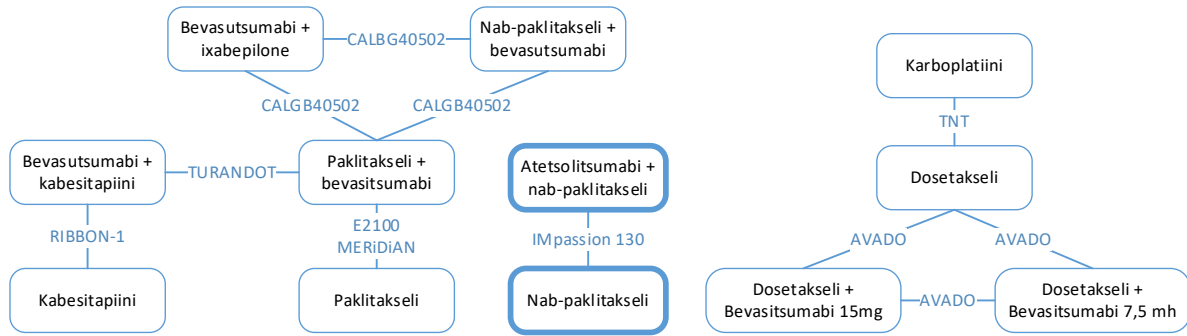 Bevasutsumabi +
ixabepilone
CALBG40502
Nab-paklitakseli +
bevasutsumabi
Karboplatiini
CALGB40502
CALGB40502
TNT
Bevasutsumabi +
kabesitapiini
TURANDOT
Paklitakseli +
bevasitsumabi
Atetsolitsumabi +
nab-paklitakseli
Dosetakseli
RIBBON-1
E2100
MERiDiAN
IMpassion 130
AVADO
AVADO
Kabesitapiini
Paklitakseli
Nab-paklitakseli
Dosetakseli +
Bevasitsumabi 15mg
AVADO
Dosetakseli +
Bevasitsumabi 7,5 mh